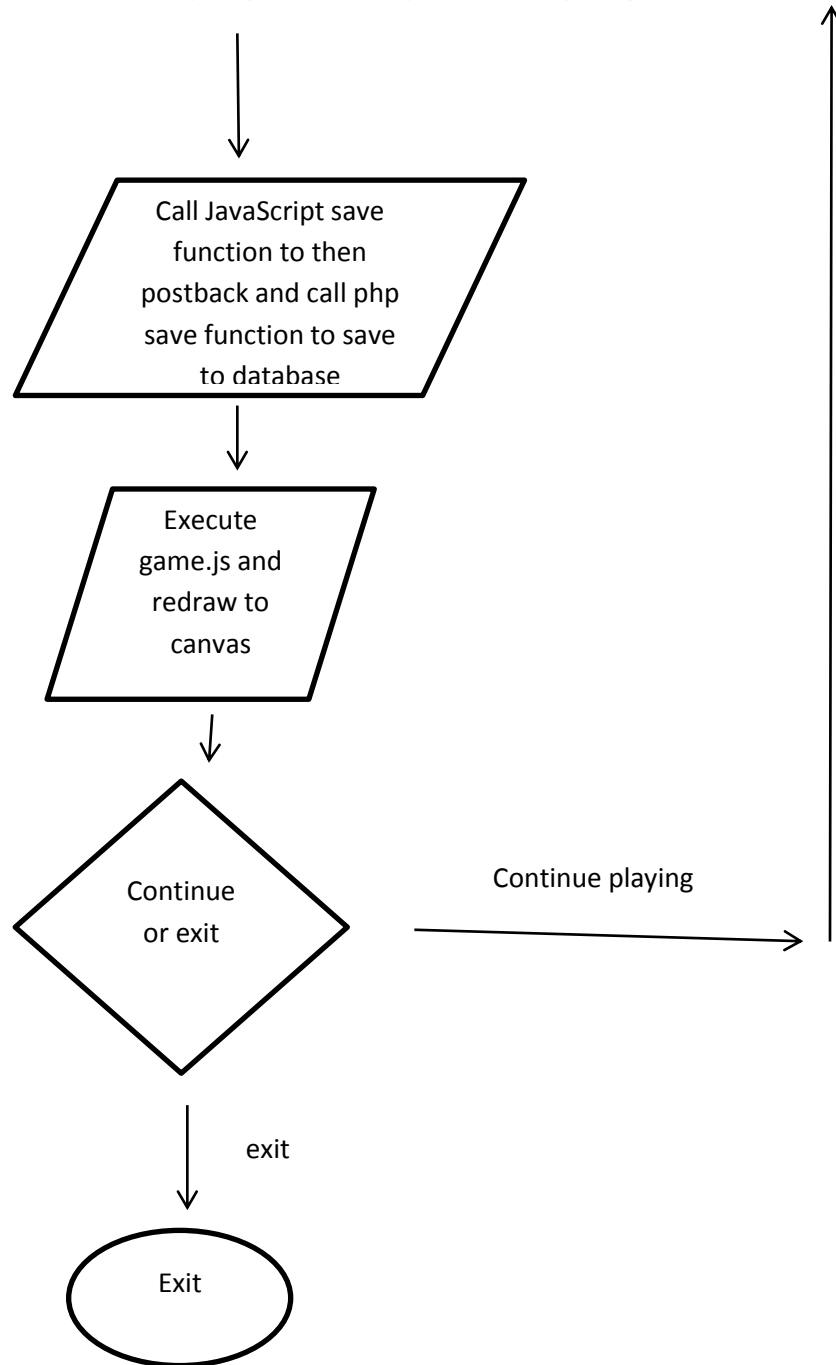 Call JavaScript save
function to then
postback and call php
save function to save
to database
Execute
game.js and
redraw to
canvas
Continue
or exit
Continue playing
exit
Exit